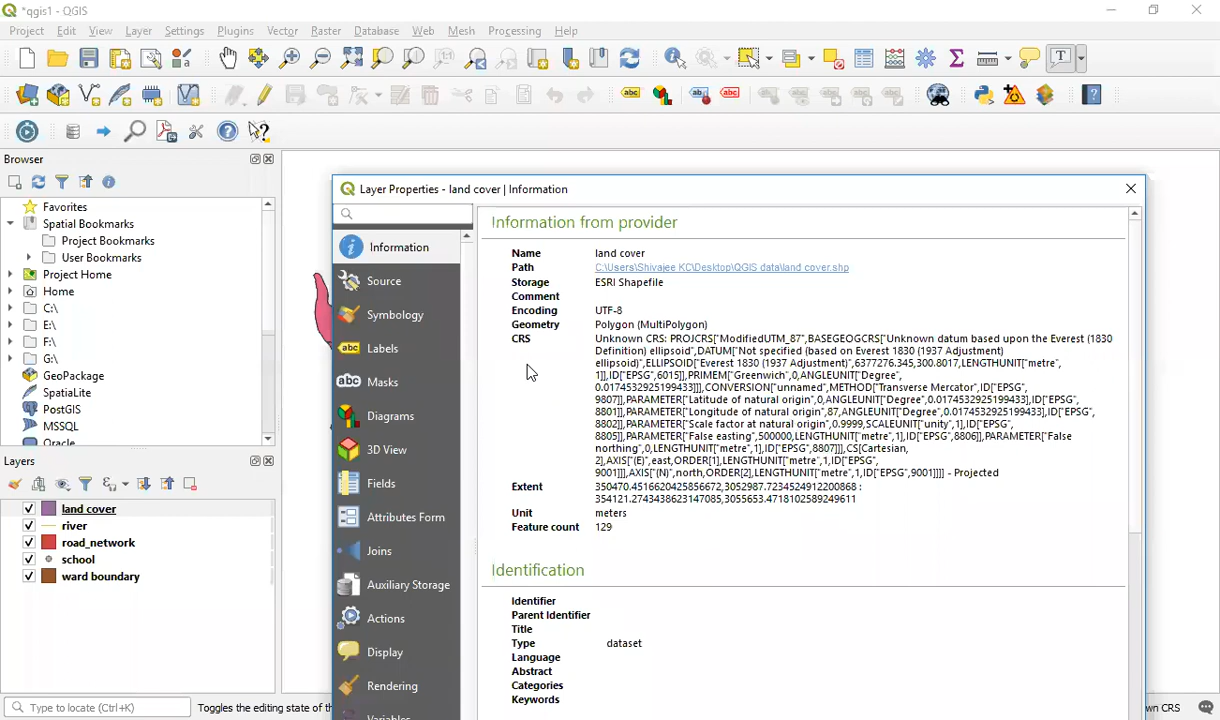 *qgis1 - QGIS
Project Edit View Layer Settings Plugins Vector Raster Database Web Mesh Processing Help
Browser
Favorites
Spatial Bookmarks
Project Bookmarks
User Bookmarks
Project Home
Home
C:\
E:\
F:\
G:\
GeoPackage
SpatiaLite
PostGIS
MSSQL
Oracle
Layers
land cover
river
road_network
school
ward boundary
Type to locate (Ctrl+K)
Toggles the editing state of th
Layer Properties - land cover | Information
Information
Source
Symbology
Labels
Masks
Diagrams
3D View
Fields
Attributes Form
Joins
Auxiliary Storage
Actions
Display
Rendering
Variables
Information from provider
Name land cover
Path C:\Users\Shivajee KC\Desktop\QGIS data\land cover.shp
Storage ESRI Shapefile
Comment
Encoding UTF-8
Geometry Polygon (MultiPolygon)
CRS Unknown CRS: PROJCRS["ModifiedUTM_87",BASEGEOGCRS["Unknown datum based upon the Everest (1830
Definition) ellipsoid",DATUM["Not specified (based on Everest 1830 (1937 Adjustment)
ellipsoid)",ELLIPSOID["Everest 1830 (1937 Adjustment)",6377276.345,300.8017,LENGTHUNIT["metre",
1]],ID["EPSG",6015]],PRIMEM["Greenwich",0,ANGLEUNIT["Degree",
0.0174532925199433]]],CONVERSION["unnamed",METHOD["Transverse Mercator",ID["EPSG",
9807]],PARAMETER["Latitude of natural origin",0,ANGLEUNIT["Degree",0.0174532925199433],ID["EPSG",
8801]],PARAMETER["Longitude of natural origin",87,ANGLEUNIT["Degree",0.0174532925199433],ID["EPSG",
8802]],PARAMETER["Scale factor at natural origin",0.9999,SCALEUNIT["unity",1],ID["EPSG",
8805]],PARAMETER["False easting",500000,LENGTHUNIT["metre",1],ID["EPSG",8806]],PARAMETER["False
northing",0,LENGTHUNIT["metre",1],ID["EPSG",8807]]],CS[Cartesian,
2],AXIS["(E)",east,ORDER[1],LENGTHUNIT["metre",1,ID["EPSG",
9001]]],AXIS["(N)",north,ORDER[2],LENGTHUNIT["metre",1,ID["EPSG",9001]]]] - Projected
Extent 350470.4516620425856672,3052987.7234524912200868 :
354121.2743438623147085,3055653.4718102589249611
Unit meters
Feature count 129
Identification
Identifier
Parent Identifier
Title
Type dataset
Language
Abstract
Categories
Keywords
wn CRS